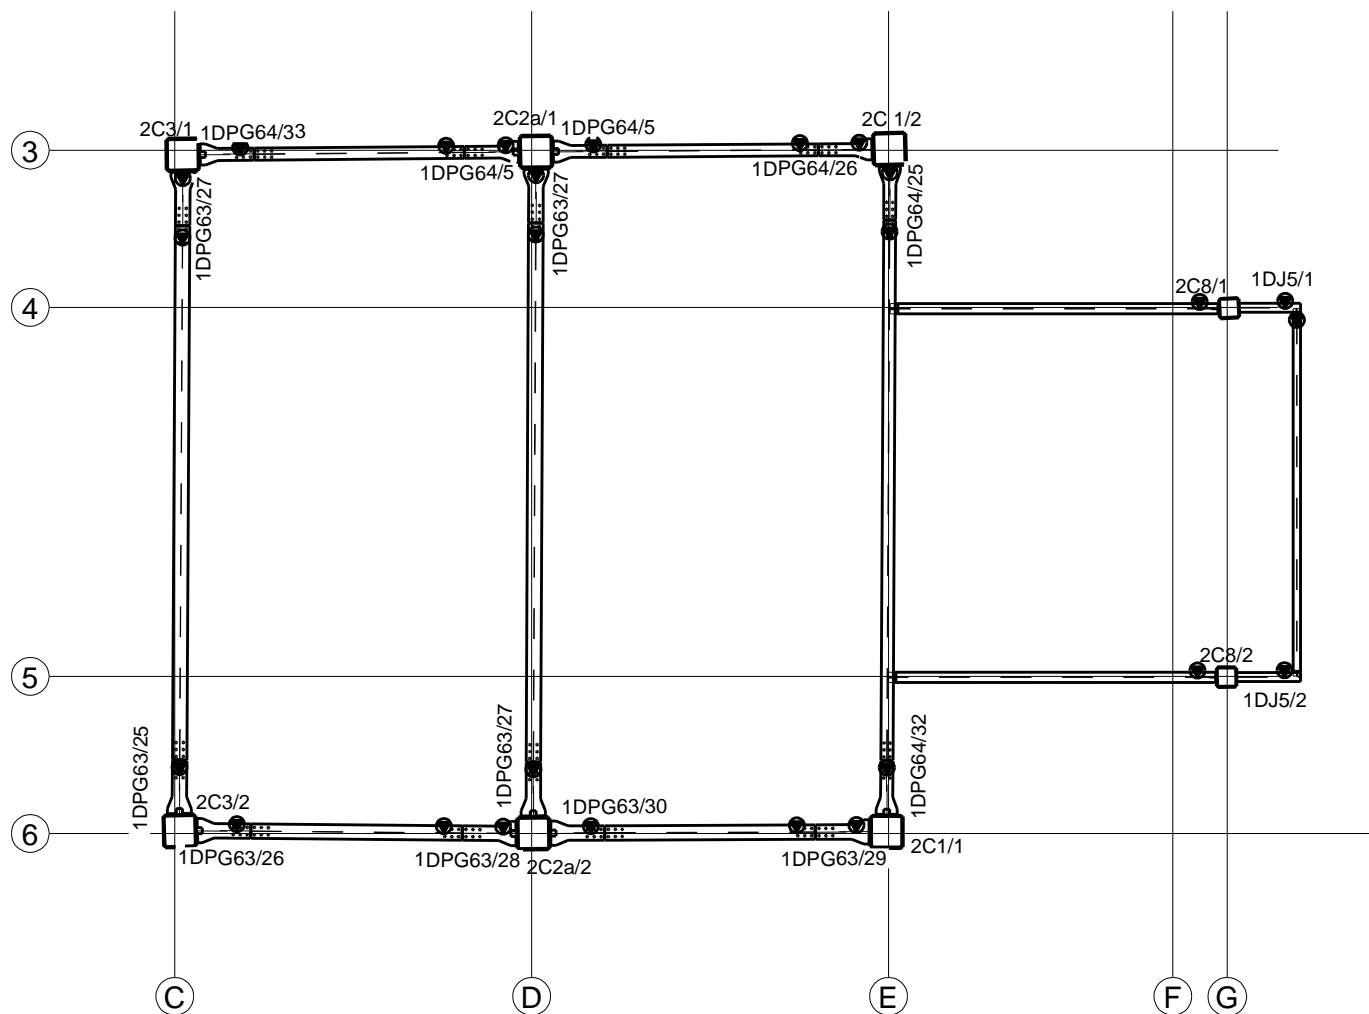 2C3/1
1DPG64/33
2C2a/1
1DPG64/5
2C 1/2
3
1DPG64/5
1DPG64/26
1DPG63/27
1DPG63/27
1DPG64/25
4
2C8/1
1DJ5/1
5
2C8/2
1DJ5/2
1DPG63/25
1DPG63/27
1DPG64/32
2C3/2
1DPG63/30
6
1DPG63/26
1DPG63/28
2C2a/2
1DPG63/29
2C1/1
C
D
E
F
G